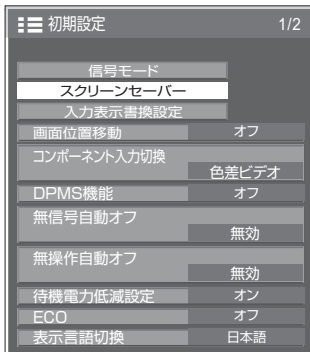 初期設定 1/2
信号モード
スクリーンセーバー
入力表示書換設定
画面位置移動 オフ
コンポーネント入力切換
色差ビデオ
DPMS機能 オフ
無信号自動オフ
無効
無操作自動オフ
無効
待機電力低減設定 オン
ECO オフ
表示言語切換 日本語